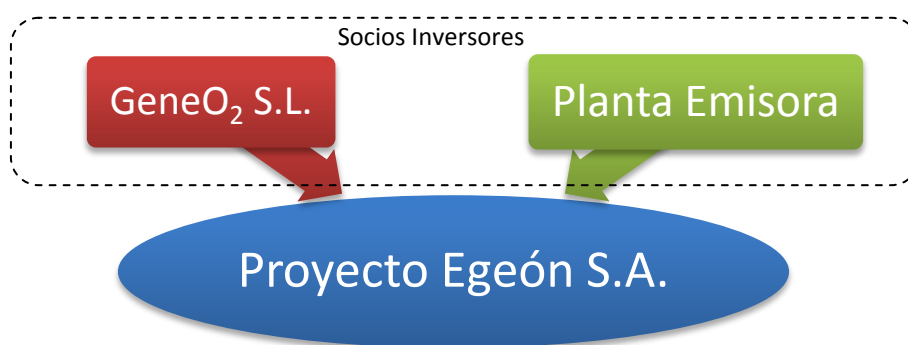 Socios Inversores
GeneO₂ S.L.
Planta Emisora
Proyecto Egeón S.A.